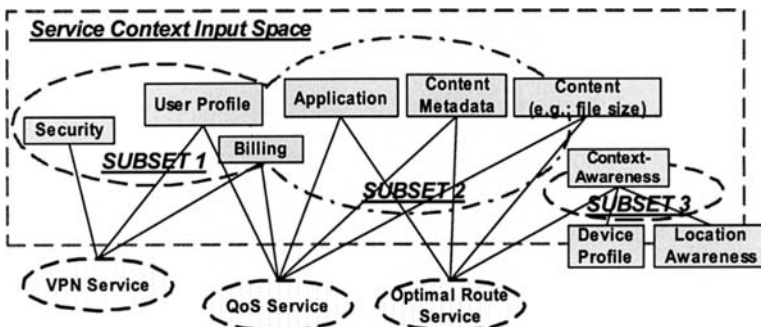 Service Context Input Space
User Profile
Application
Content
Metadata
Content
(e.g.; file size)
Security
Billing
SUBSET 1
SUBSET 2
Context-
Awareness
SUBSET 3
Device
Profile
Location
Awareness
VPN Service
QoS Service
Optimal Route
Service